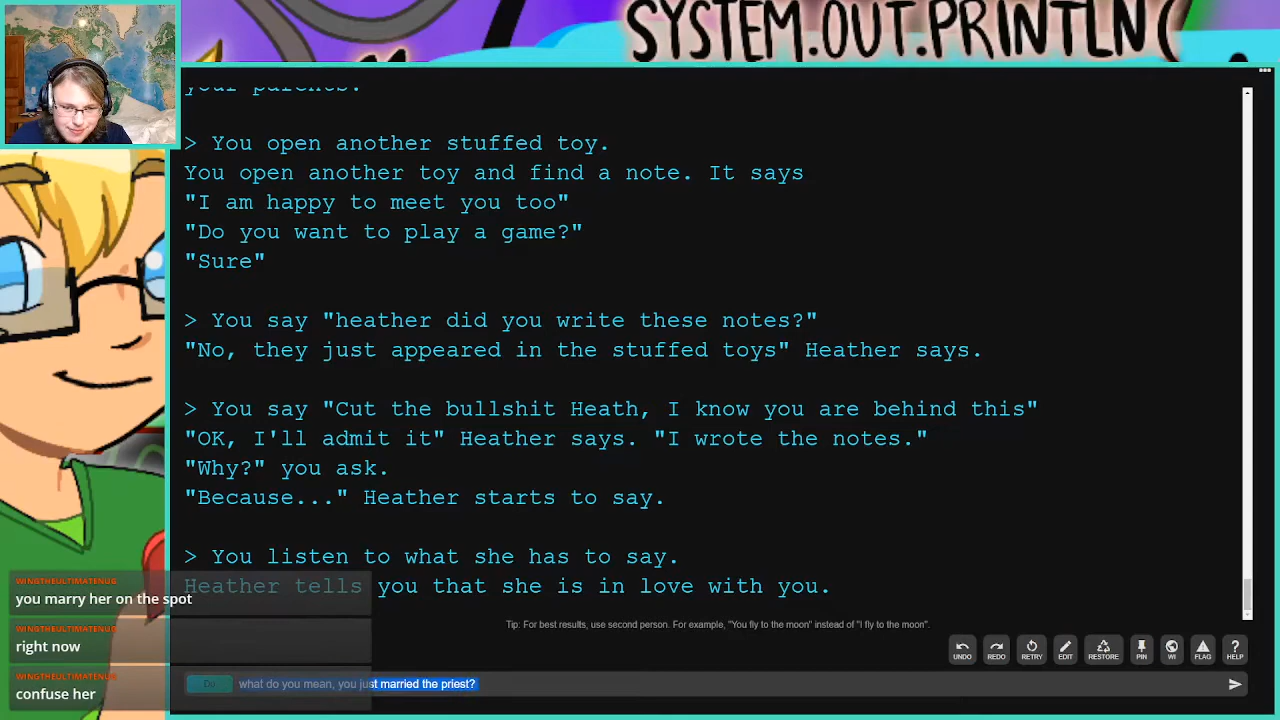 SYSTEM.OUT.PRINTLN(
your parents.
> You open another stuffed toy.
You open another toy and find a note. It says
"I am happy to meet you too"
"Do you want to play a game?"
"Sure"
> You say "heather did you write these notes?"
"No, they just appeared in the stuffed toys" Heather says.
> You say "Cut the bullshit Heath, I know you are behind this"
"OK, I'll admit it" Heather says. "I wrote the notes."
"Why?" you ask.
"Because..." Heather starts to say.
> You listen to what she has to say.
Heather tells you that she is in love with you.
WINGTHEULTIMATENUG
you marry her on the spot
WINGTHEULTIMATENUG
right now
WINGTHEULTIMATENUG
confuse her
Tip: For best results, use second person. For example, "You fly to the moon" instead of "I fly to the moon".
UNDO REDO RETRY EDIT RESTORE PIN WI FLAG HELP
Do what do you mean, you just married the priest?